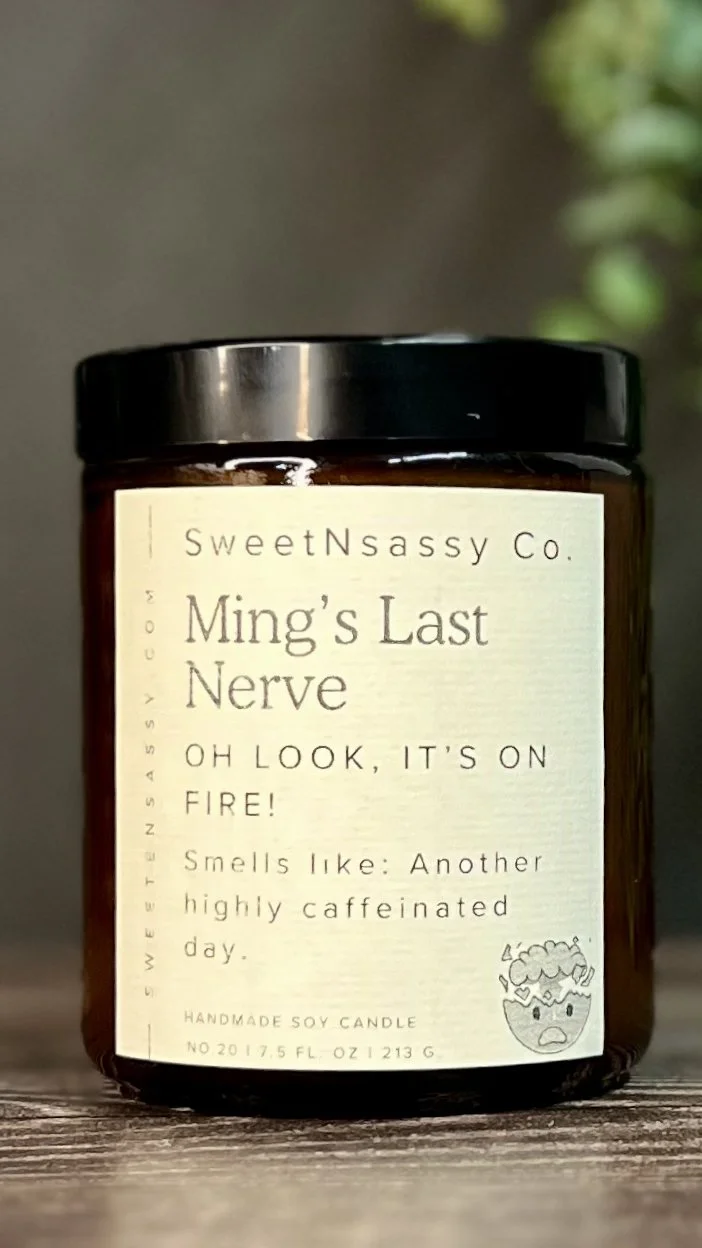 SweetNsassy Co.
Ming's Last
Nerve
OH LOOK, IT'S ON
FIRE!
Smells like: Another
highly caffeinated
day.
HANDMADE SOY CANDLE
NO 20 | 7.5 FL. OZ | 213 G
SWEETENSASSY.COM